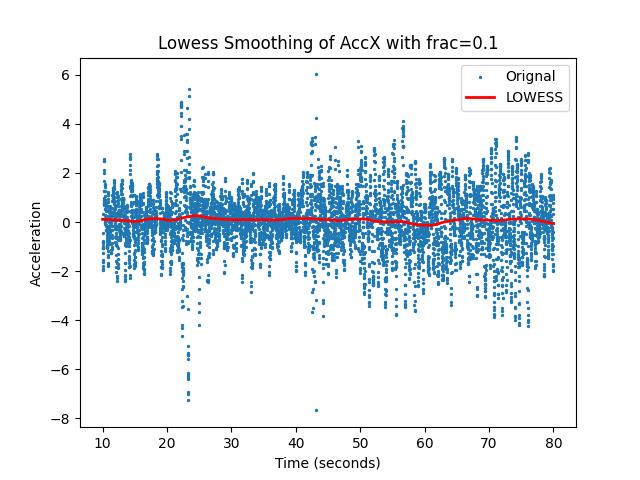 Lowess Smoothing of AccX with frac=0.1
Orignal
LOWESS
6
4
2
0
−2
−4
−6
−8
Acceleration
10 20 30 40 50 60 70 80
Time (seconds)